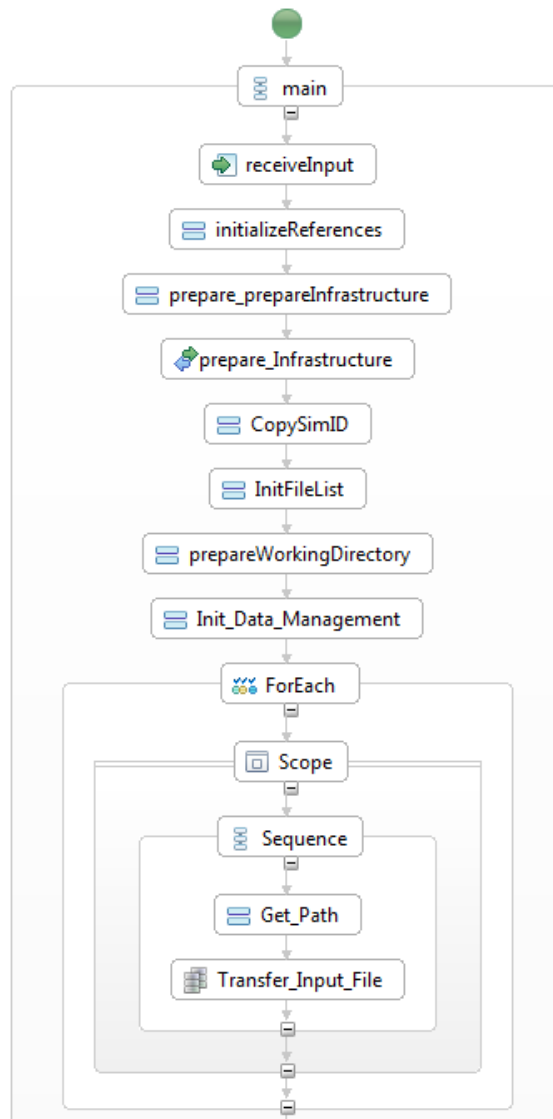 main
receiveInput
initializeReferences
prepare_prepareInfrastructure
prepare_Infrastructure
CopySimID
InitFileList
prepareWorkingDirectory
Init_Data_Management
ForEach
Scope
Sequence
Get_Path
Transfer_Input_File